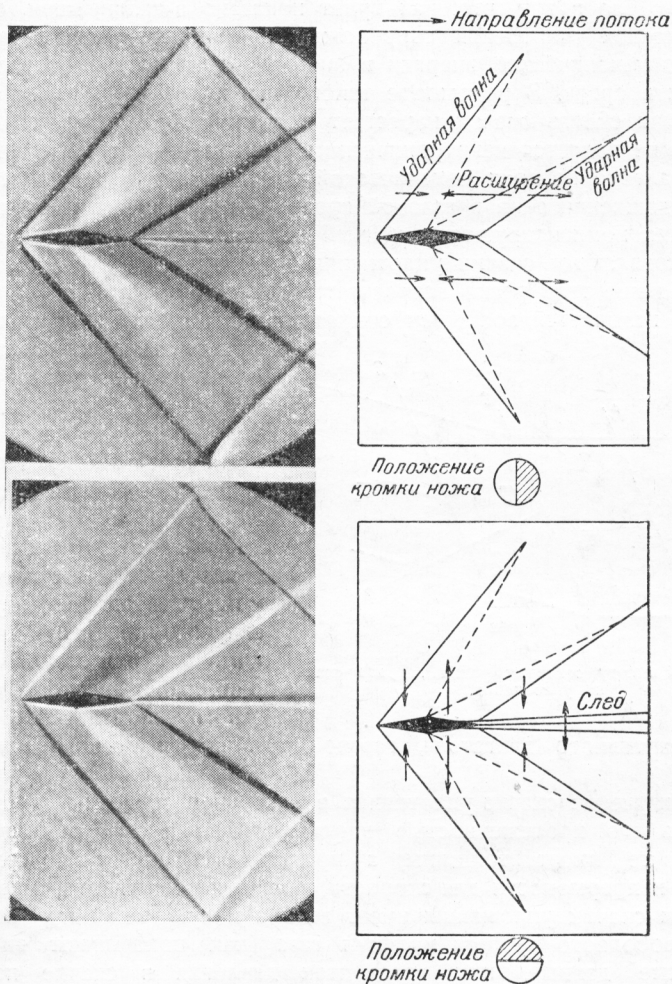 Направление потока
Ударная волна
Расширение
Ударная
волна
Положение
кромки ножа
След
Положение
кромки ножа